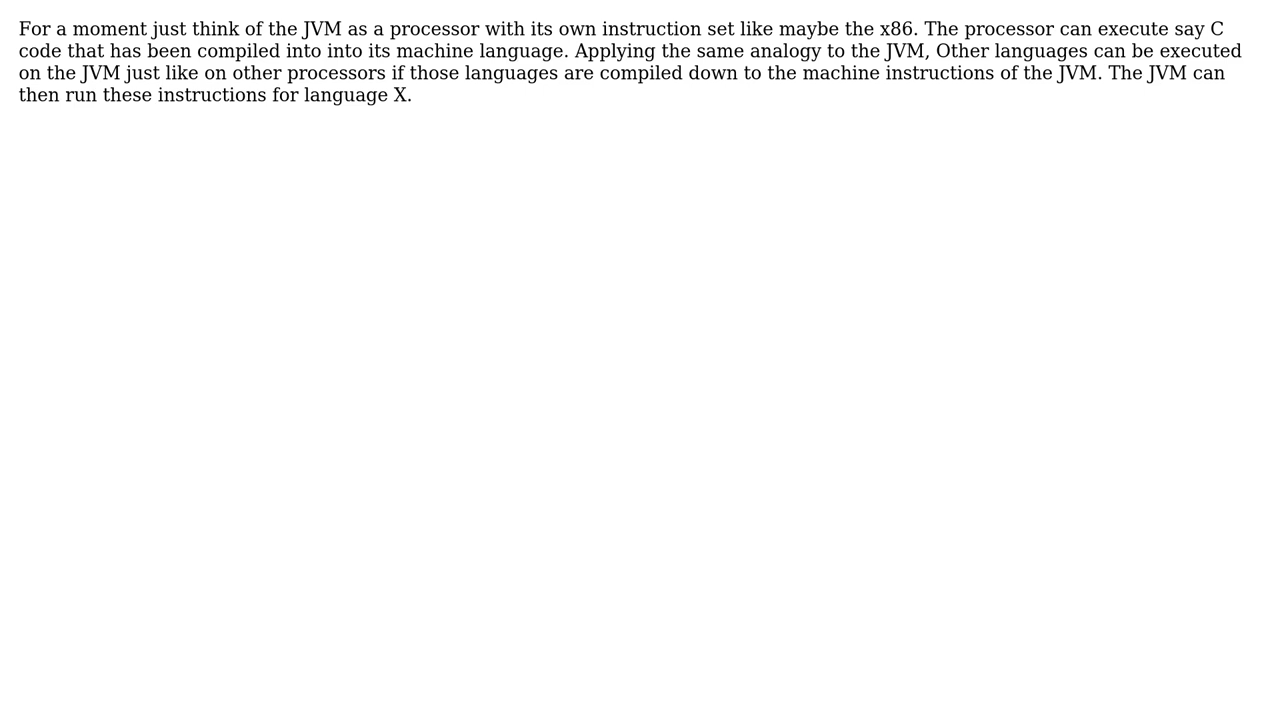 For a moment just think of the JVM as a processor with its own instruction set like maybe the x86. The processor can execute say C
code that has been compiled into into its machine language. Applying the same analogy to the JVM, Other languages can be executed
on the JVM just like on other processors if those languages are compiled down to the machine instructions of the JVM. The JVM can
then run these instructions for language X.